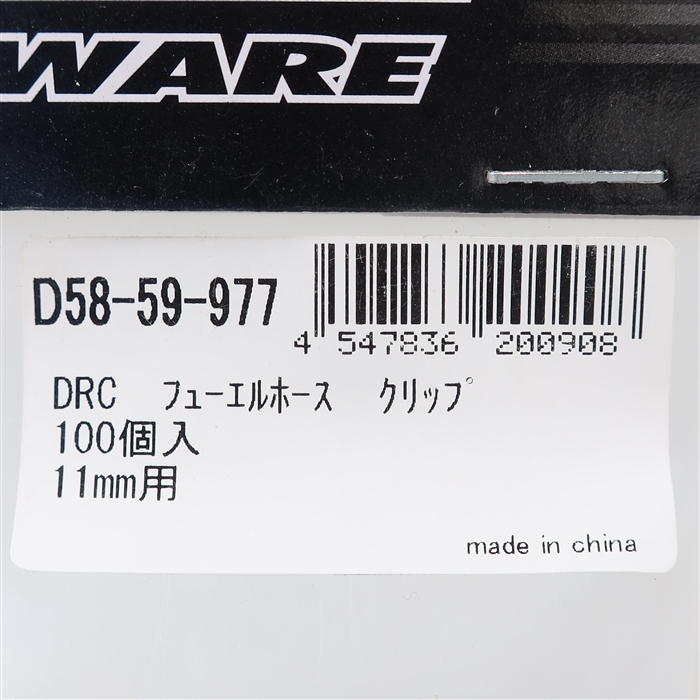 WARE
D58-59-977
4 547836 200908
DRC ﾌｭｰｴﾙﾎｰｽ ｸﾘｯﾌﾟ
100個入
11mm用
made in china